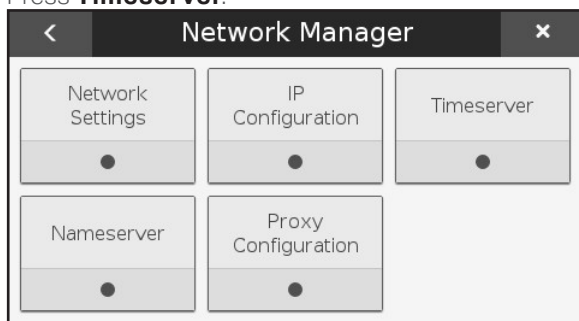 Press Timeserver.
< Network Manager ×
Network
Settings
IP
Configuration
Timeserver
Nameserver
Proxy
Configuration